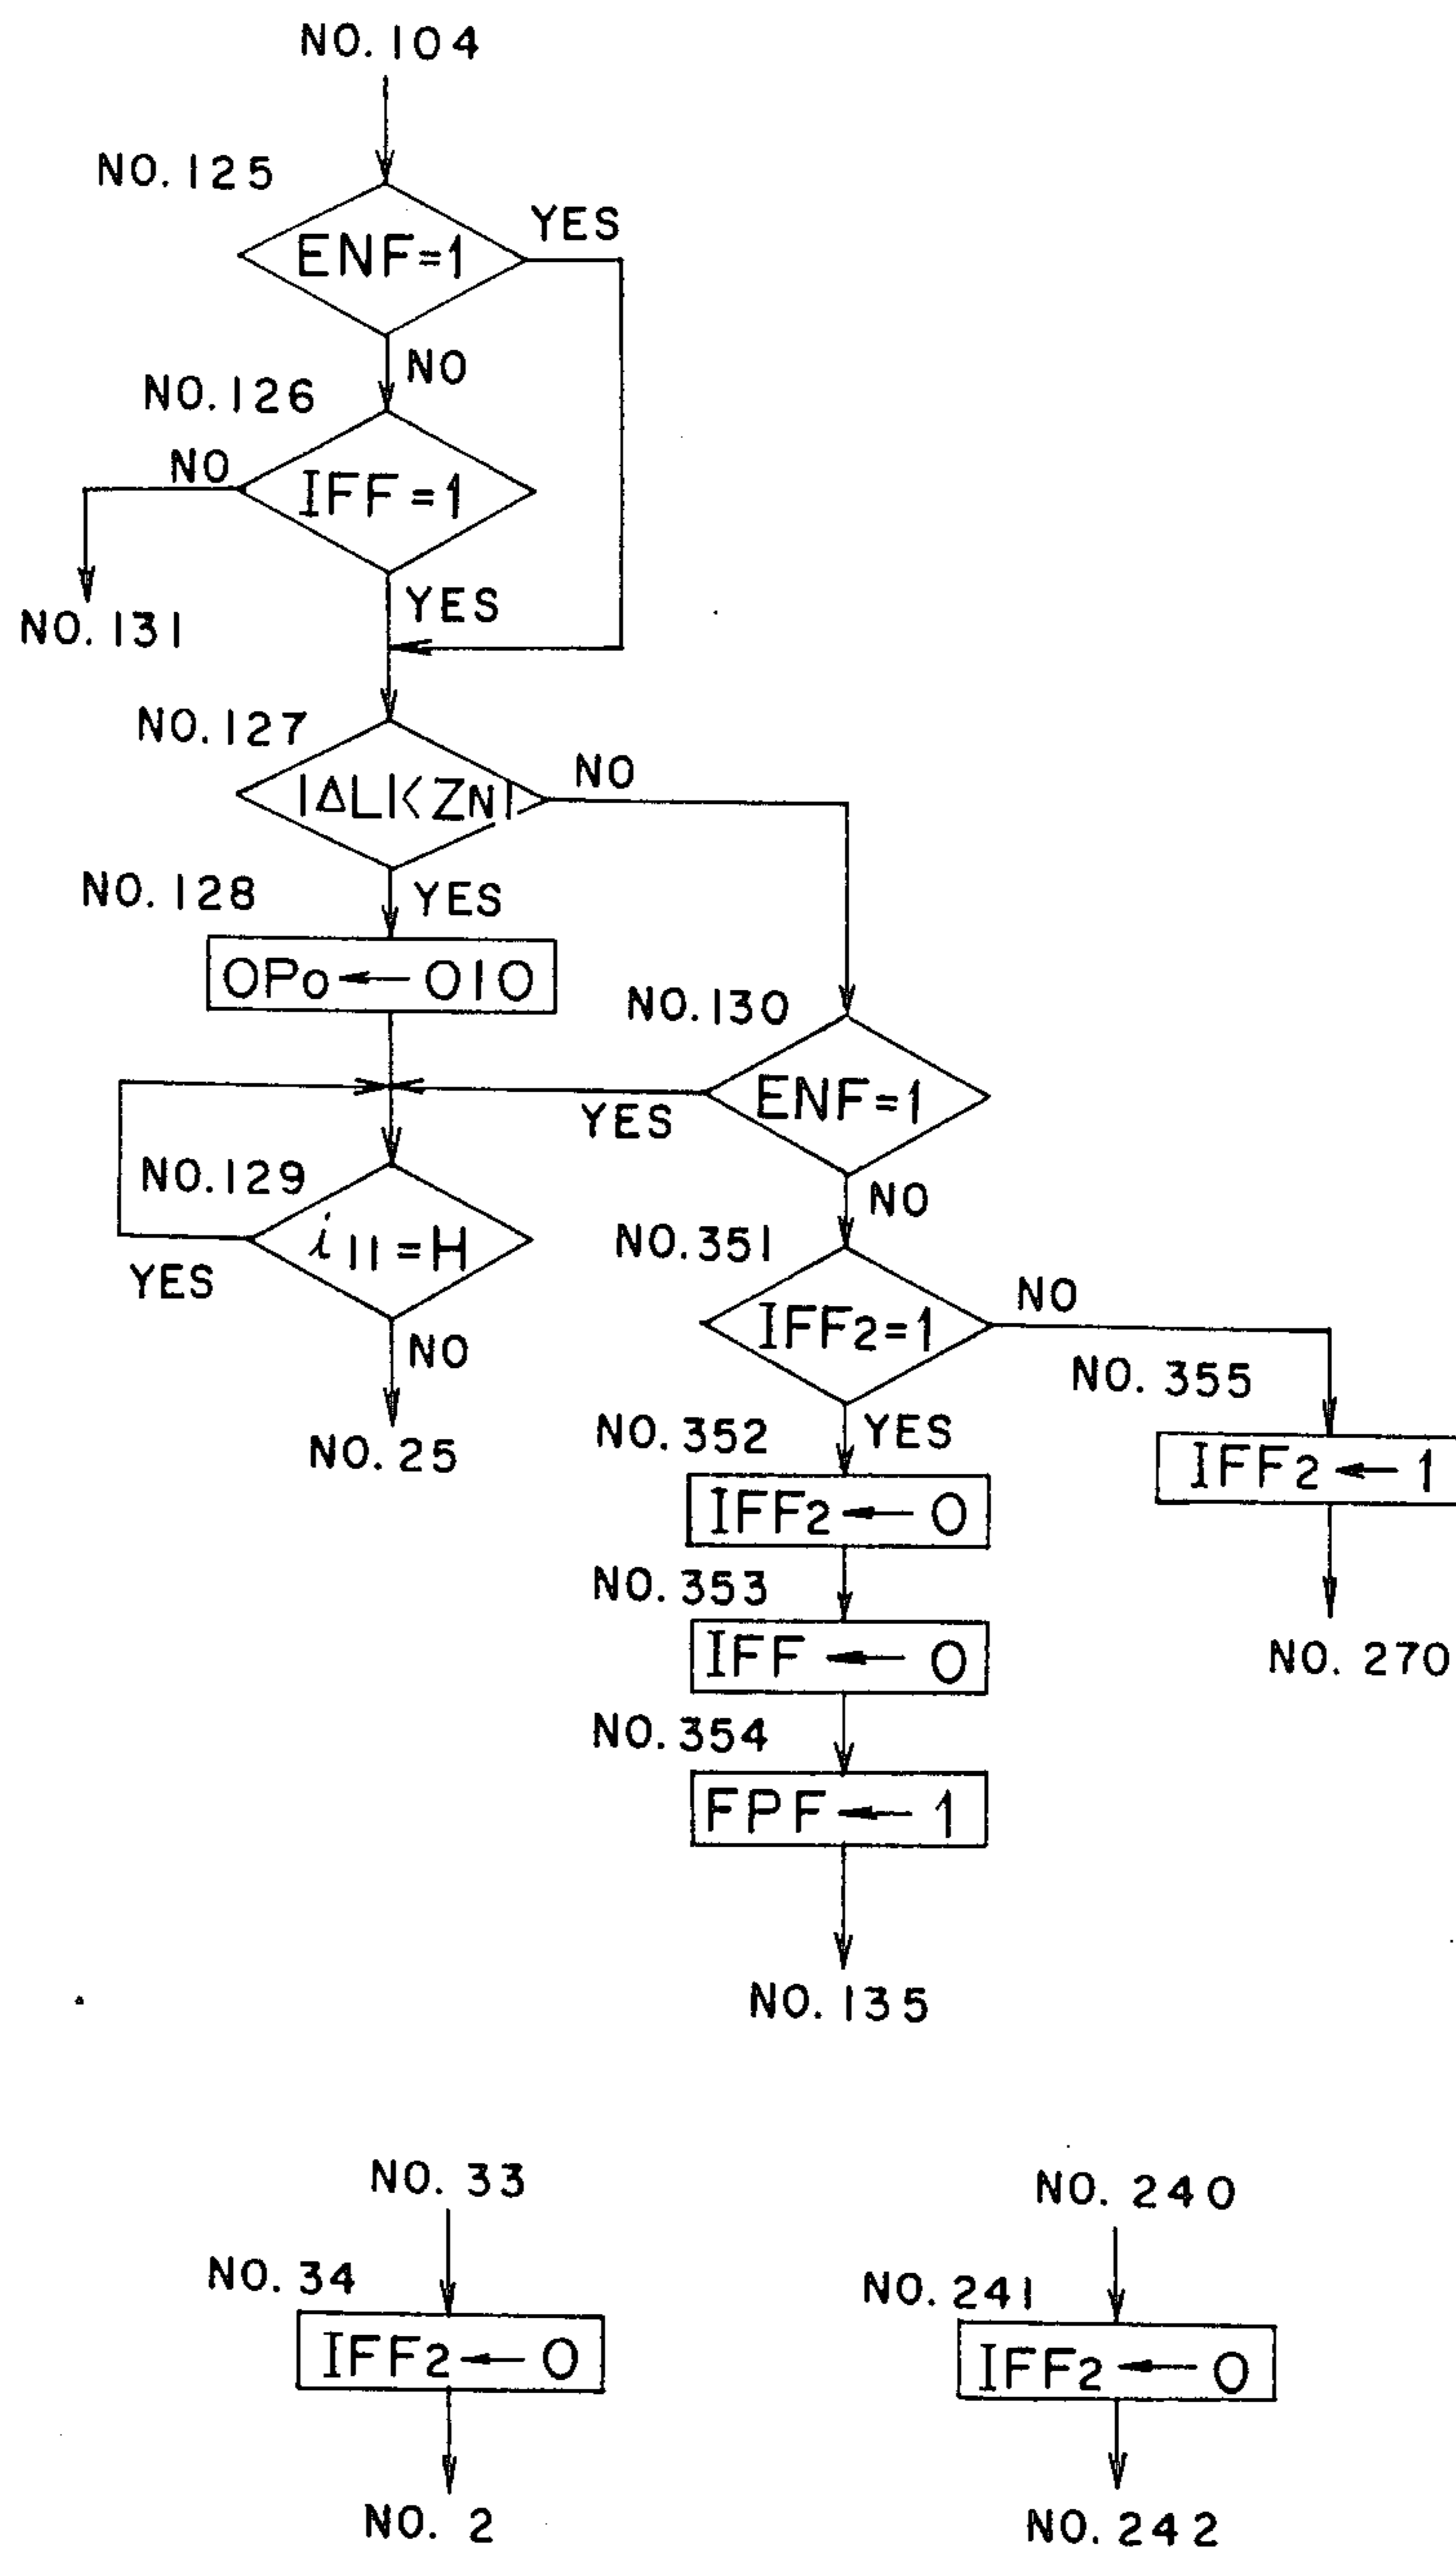 NO. 104
NO. 125
ENF=1
YES
NO
NO. 126
NO
IFF=1
YES
NO. 131
NO. 127
|ΔL|<ZN1
NO
NO. 128
YES
OPo ← 010
NO. 130
ENF=1
YES
NO. 129
i11=H
YES
NO
NO. 25
NO
NO. 351
IFF2=1
NO
NO. 355
IFF2 ← 1
NO. 270
NO. 352
YES
IFF2 ← 0
NO. 353
IFF ← 0
NO. 354
FPF ← 1
NO. 135
NO. 33
NO. 34
IFF2 ← 0
NO. 2
NO. 240
NO. 241
IFF2 ← 0
NO. 242